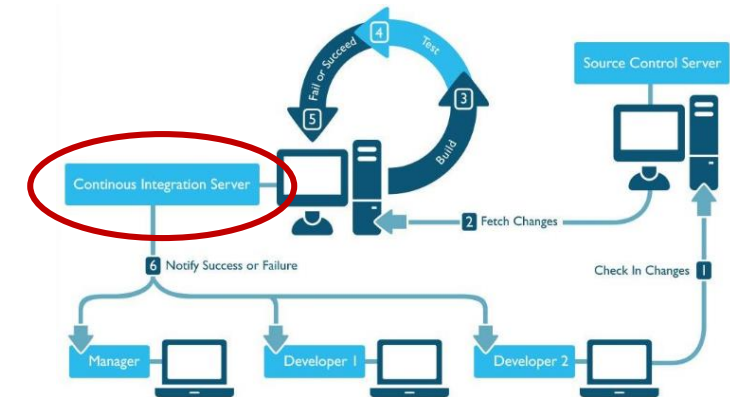 4
Test
Fail or Succeed
3
5
Build
Source Control Server
Continous Integration Server
2 Fetch Changes
6 Notify Success or Failure
Check In Changes 1
Manager
Developer 1
Developer 2